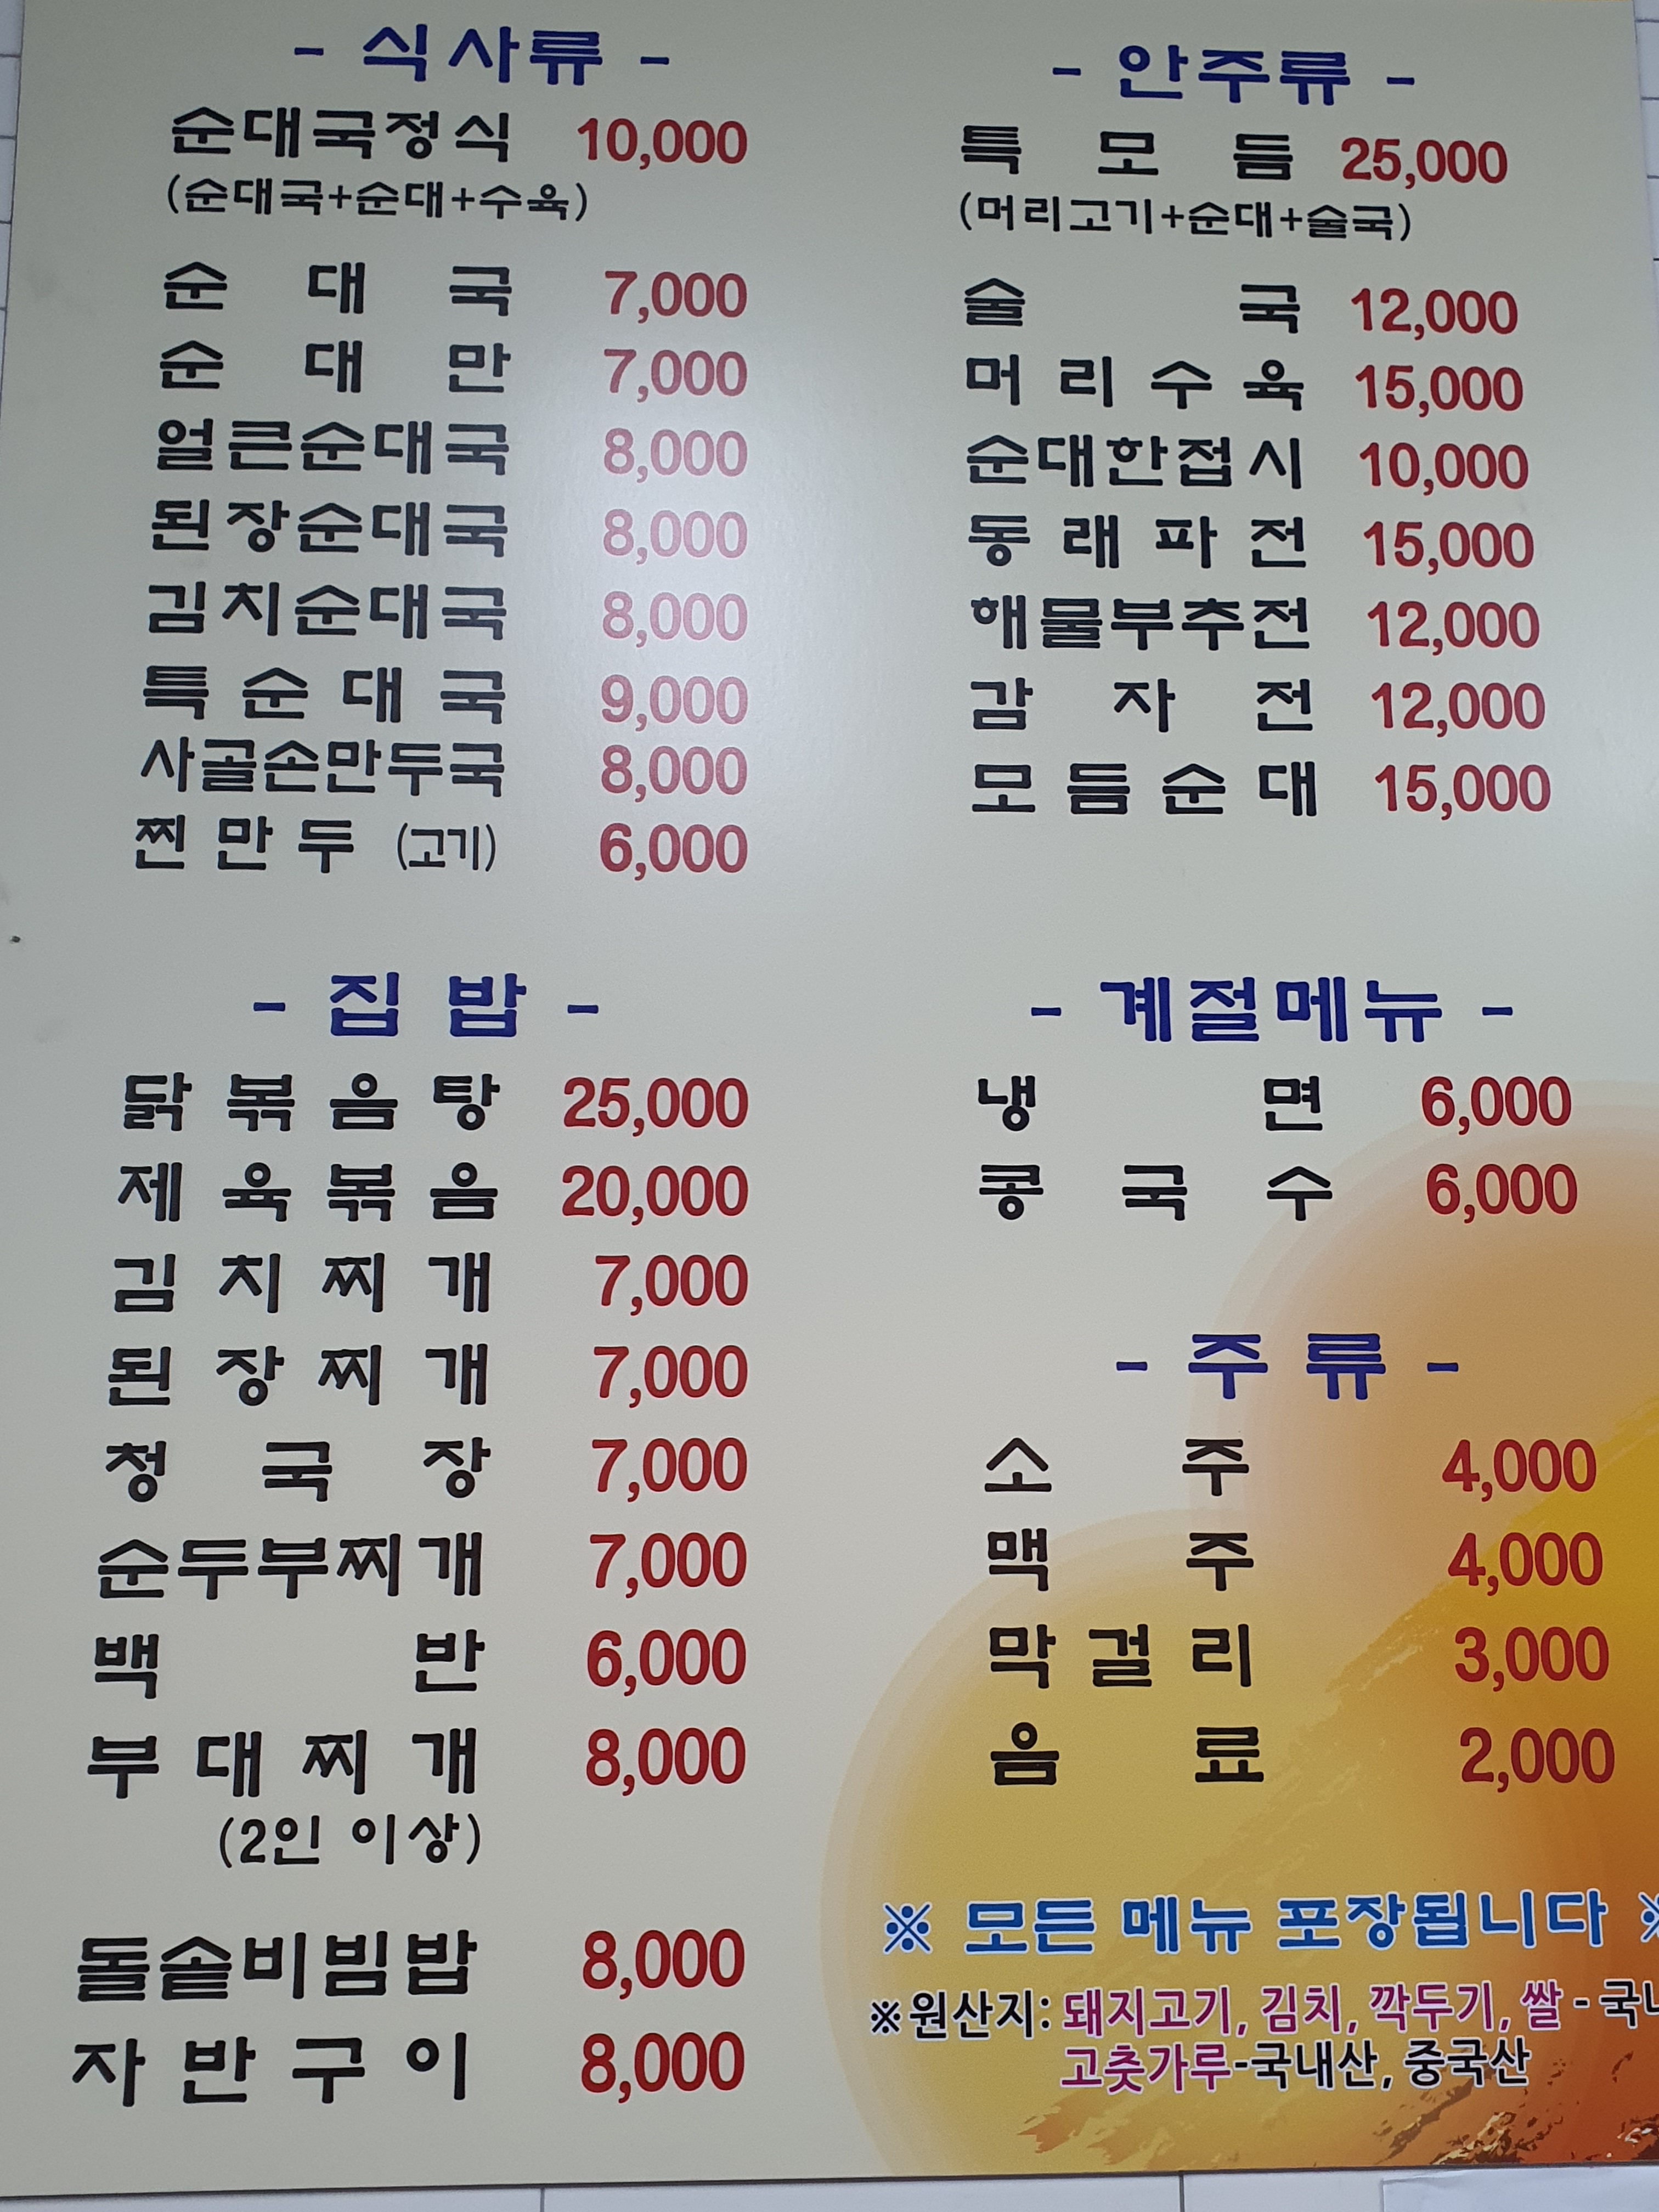 - 식사류 -
순대국정식 10,000
(순대국+순대+수육)
순대국 7,000
순대만 7,000
얼큰순대국 8,000
된장순대국 8,000
김치순대국 8,000
특순대국 9,000
사골손만두국 8,000
찐만두 (고기) 6,000
- 안주류 -
특모듬 25,000
(머리고기+순대+술국)
술국 12,000
머리수육 15,000
순대한접시 10,000
동래파전 15,000
해물부추전 12,000
감자전 12,000
모듬순대 15,000
- 집밥 -
닭볶음탕 25,000
제육볶음 20,000
김치찌개 7,000
된장찌개 7,000
청국장 7,000
순두부찌개 7,000
백반 6,000
부대찌개 8,000
(2인 이상)
돌솥비빔밥 8,000
자반구이 8,000
- 계절메뉴 -
냉면 6,000
콩국수 6,000
- 주류 -
소주 4,000
맥주 4,000
막걸리 3,000
음료 2,000
※ 모든 메뉴 포장됩니다 ※
※원산지: 돼지고기, 김치, 깍두기, 쌀 - 국
고춧가루-국내산, 중국산